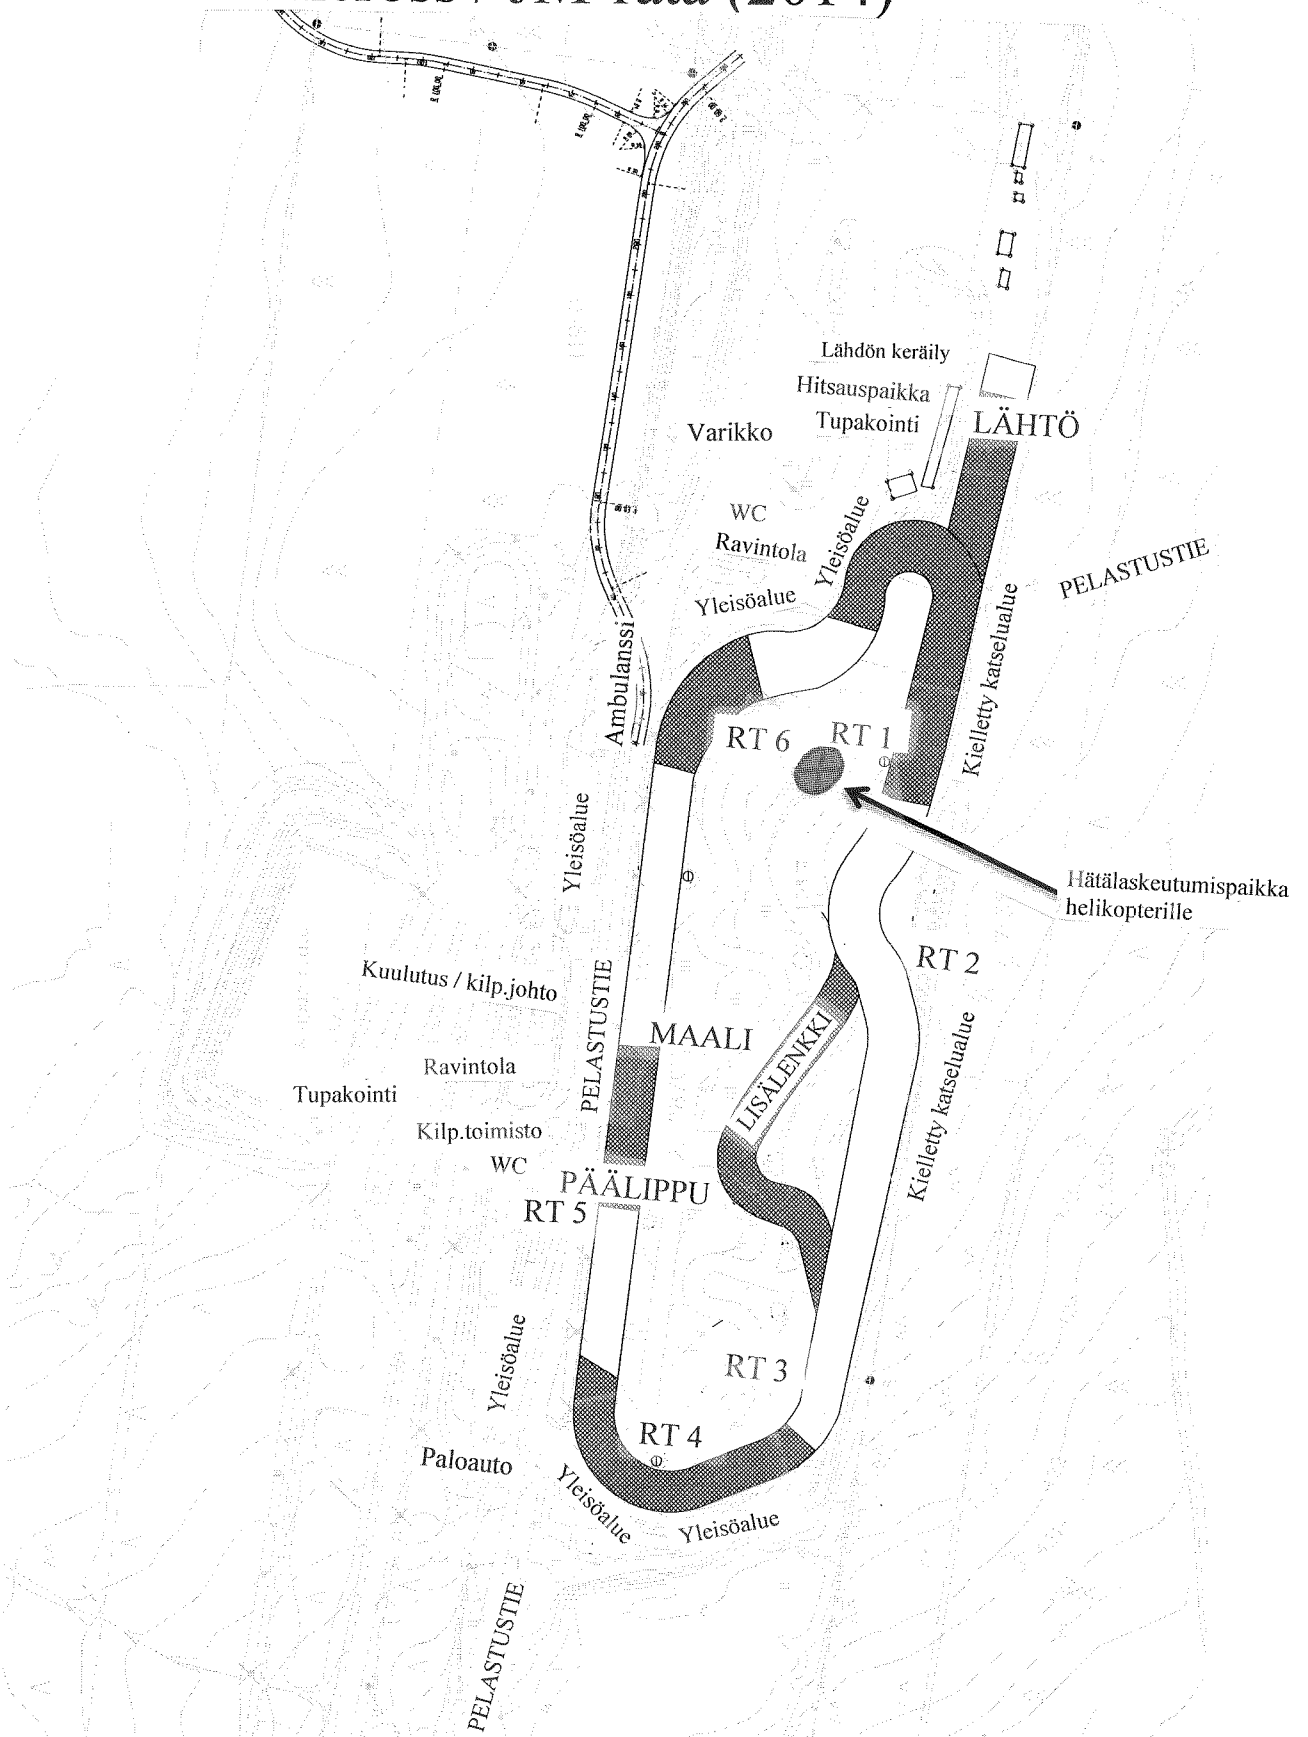 (2014)
Lähdön keräily
Hitsauspaikka
Tupakointi
LÄHTÖ
Varikko
WC
Ravintola
Yleisöalue
Yleisöalue
PELASTUSTIE
Kielletty katselualue
Ambulanssi
RT 6
RT 1
Yleisöalue
Hätälaskeutumispaikka
helikopterille
RT 2
Kuulutus / kilp.johto
PELASTUSTIE
MAALI
LISÄLENKKI
Kielletty katselualue
Ravintola
Tupakointi
Kilp.toimisto
WC
PÄÄLIPPU
RT 5
Yleisöalue
RT 3
RT 4
Paloauto
Yleisöalue
Yleisöalue
PELASTUSTIE